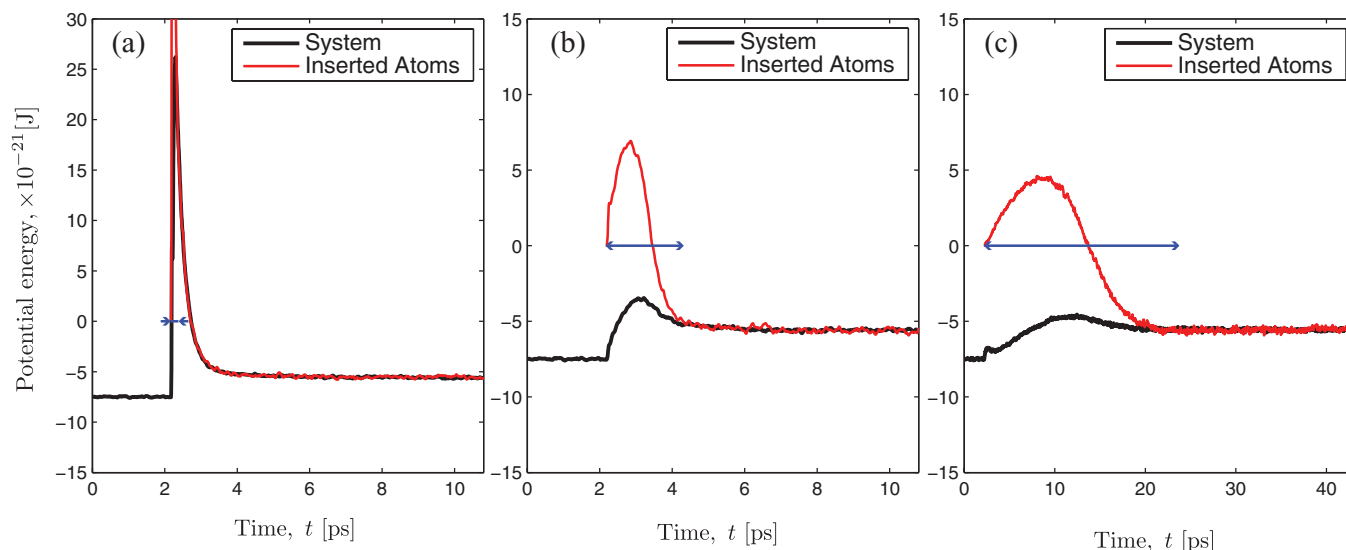 (a)
System
Inserted Atoms
30
25
20
15
10
5
0
−5
−10
−15
0 2 4 6 8 10
Potential energy, ×10⁻²¹[J]
Time, t [ps]
(b)
System
Inserted Atoms
15
10
5
0
−5
−10
−15
0 2 4 6 8 10
Time, t [ps]
(c)
System
Inserted Atoms
15
10
5
0
−5
−10
−15
0 10 20 30 40
Time, t [ps]